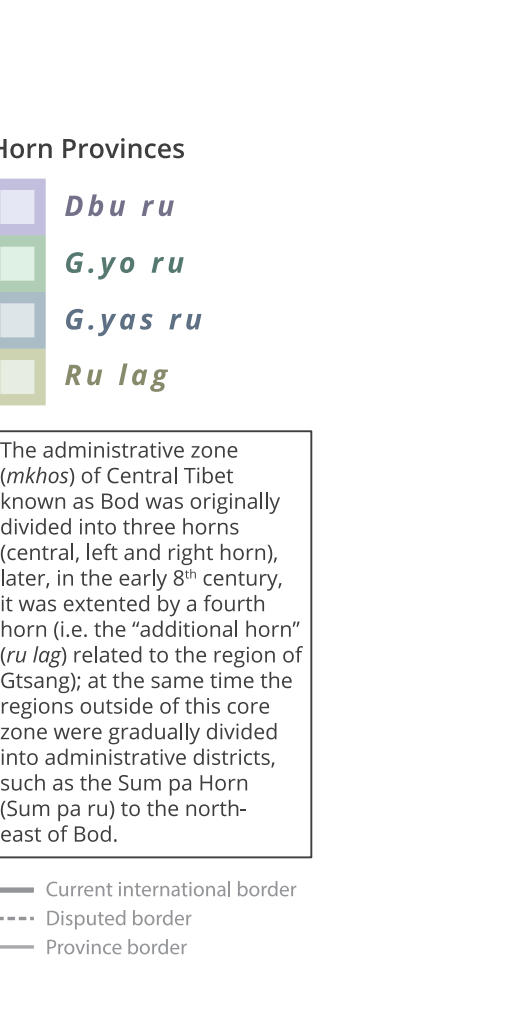 Horn Provinces
Dbu ru
G.yo ru
G.yas ru
Ru lag
The administrative zone
(mkhos) of Central Tibet
known as Bod was originally
divided into three horns
(central, left and right horn),
later, in the early 8th century,
it was extented by a fourth
horn (i.e. the “additional horn”
(ru lag) related to the region of
Gtsang); at the same time the
regions outside of this core
zone were gradually divided
into administrative districts,
such as the Sum pa Horn
(Sum pa ru) to the north-
east of Bod.
Current international border
Disputed border
Province border